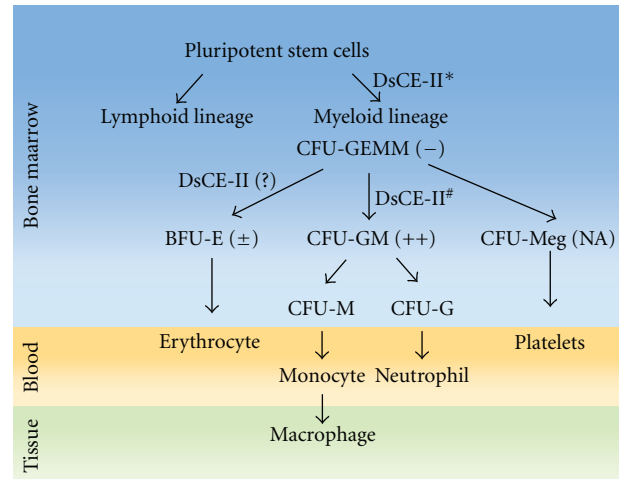 Pluripotent stem cells
DsCE-II*
Lymphoid lineage
Myeloid lineage
CFU-GEMM (−)
DsCE-II (?)
DsCE-II#
BFU-E (±)
CFU-GM (++)
CFU-Meg (NA)
CFU-M
CFU-G
Bone maarrow
Erythrocyte
Platelets
Monocyte
Neutrophil
Blood
Macrophage
Tissue